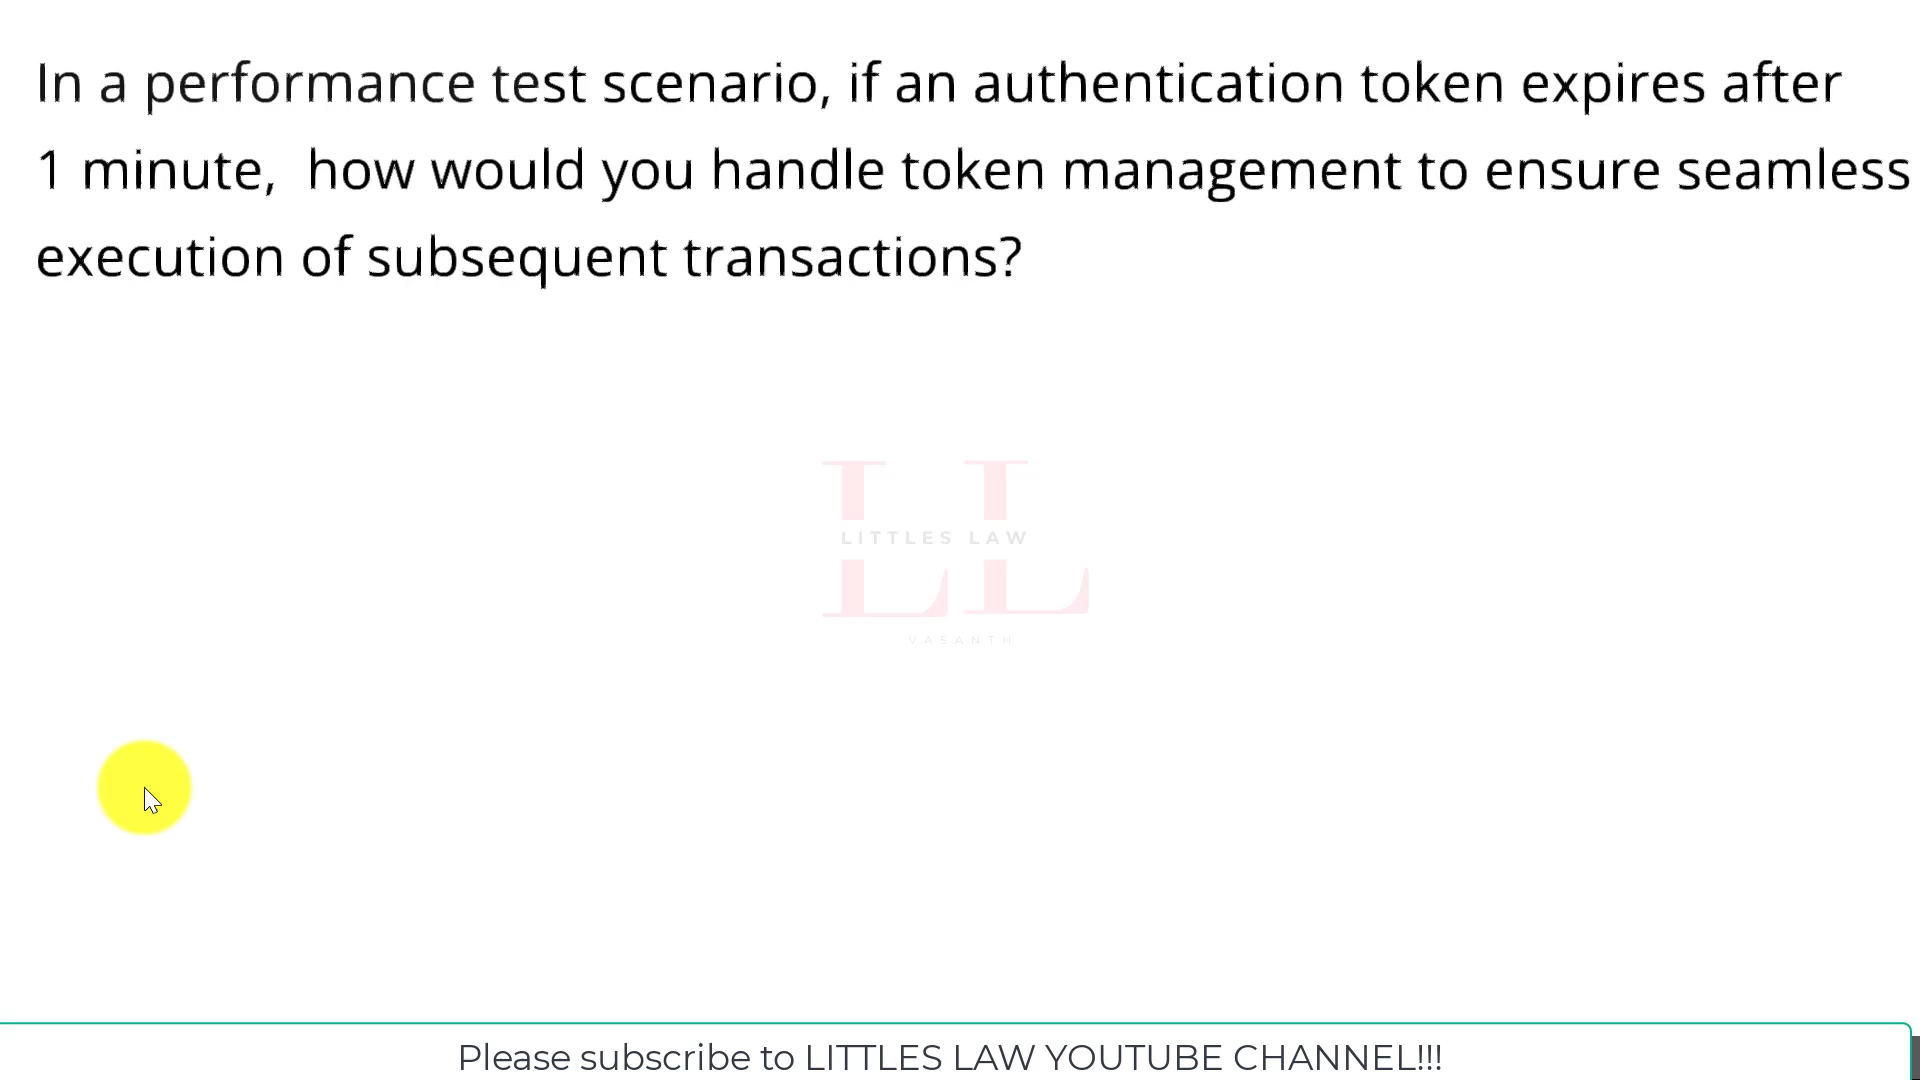 In a performance test scenario, if an authentication token expires after
1 minute,  how would you handle token management to ensure seamless
execution of subsequent transactions?
LL
LITTLES LAW
VASANTH
Please subscribe to LITTLES LAW YOUTUBE CHANNEL!!!